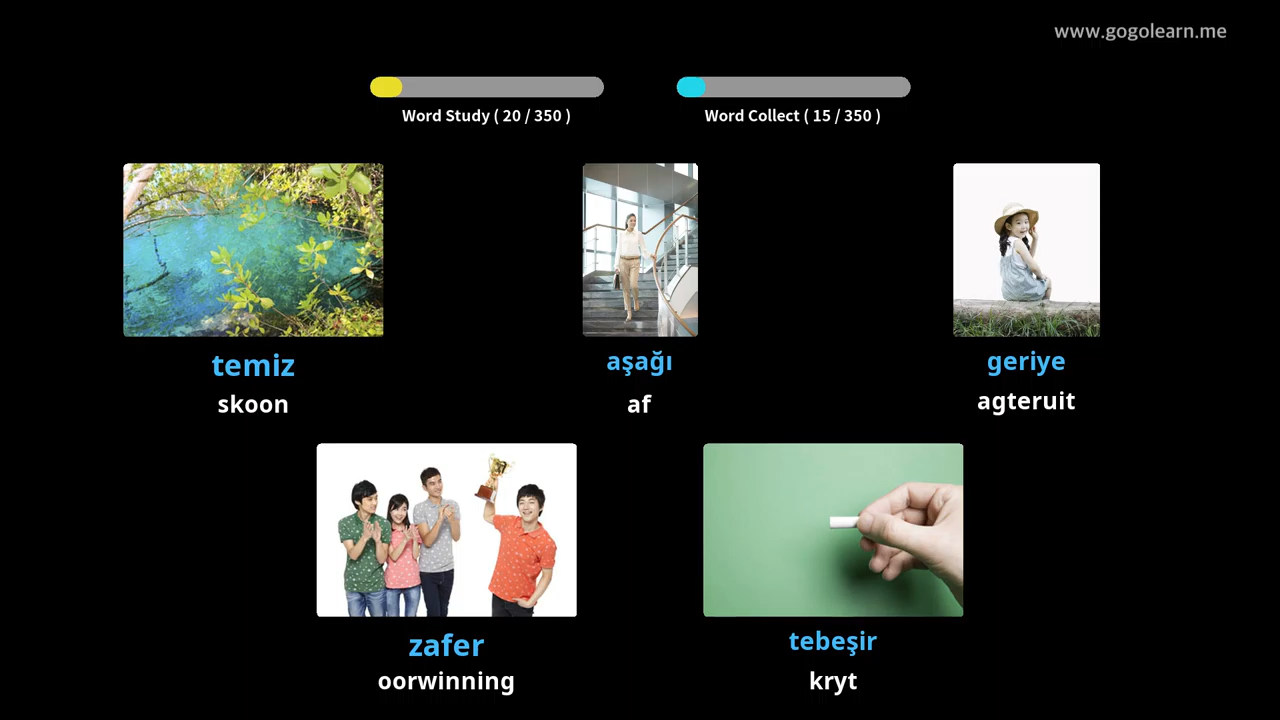 www.gogolearn.me
Word Study ( 20 / 350 )
Word Collect ( 15 / 350 )
temiz
skoon
aşağı
af
geriye
agteruit
zafer
oorwinning
tebeşir
kryt